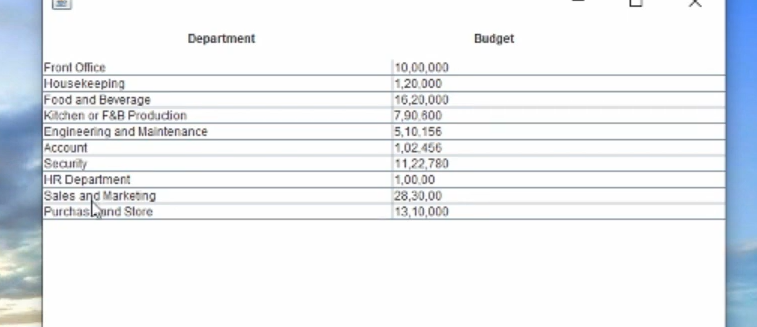 Department Budget
Front Office 10,00,000
Housekeeping 1,20,000
Food and Beverage 16,20,000
Kitchen or F&B Production 7,90,600
Engineering and Maintenance 5,10,156
Account 1,02,456
Security 11,22,780
HR Department 1,00,00
Sales and Marketing 28,30,00
Purchase and Store 13,10,000